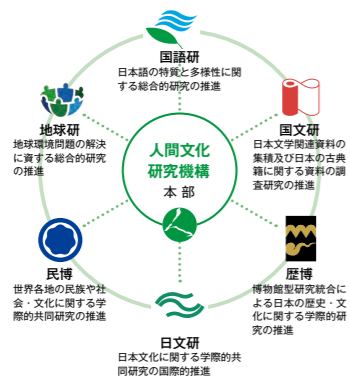 国語研
日本語の特質と多様性に関
する総合的研究の推進
国文研
日本文学関連資料の
集積及び日本の古典
籍に関する資料の調
査研究の推進
地球研
地球環境問題の解決
に資する総合的研究
の推進
人間文化
研究機構
本部
民博
世界各地の民族や社
会・文化に関する学
際的共同研究の推進
歴博
博物館型研究統合に
よる日本の歴史・文
化に関する学際的研
究の推進
日文研
日本文化に関する学際的共
同研究の国際的推進